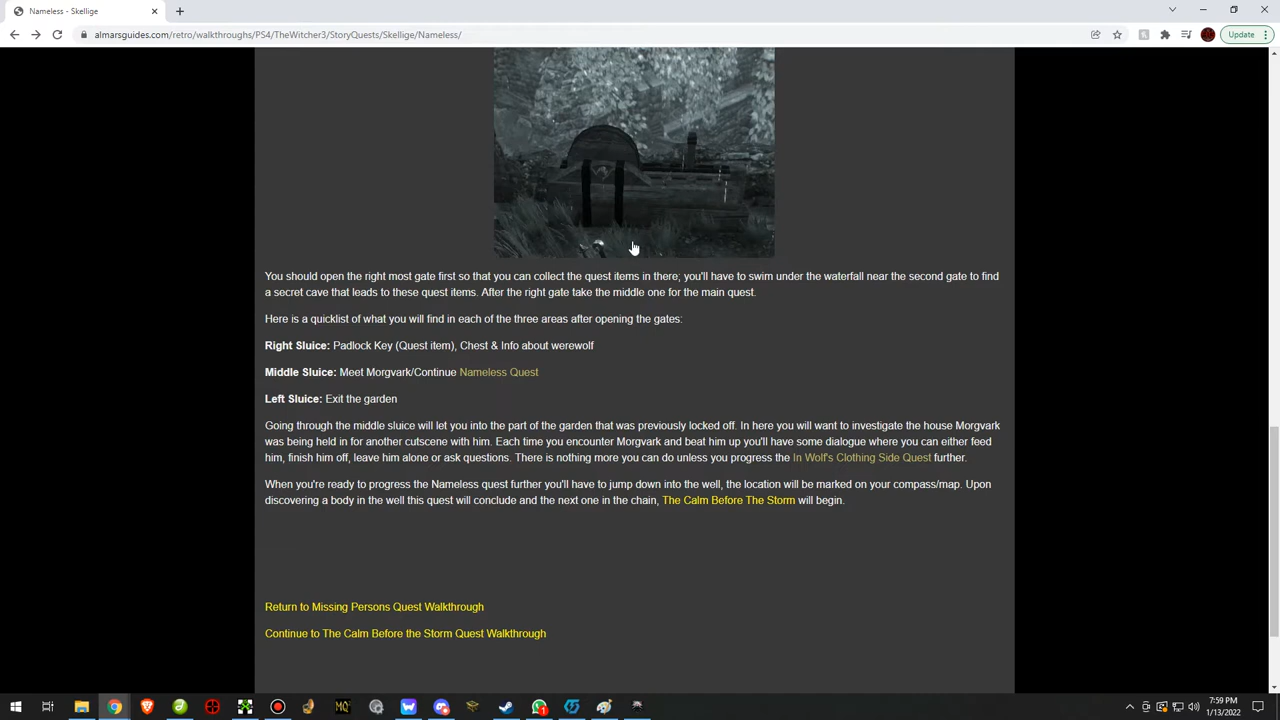 Nameless - Skellige
almarsguides.com/retro/walkthroughs/PS4/TheWitcher3/StoryQuests/Skellige/Nameless/
Update
You should open the right most gate first so that you can collect the quest items in there; you'll have to swim under the waterfall near the second gate to find
a secret cave that leads to these quest items. After the right gate take the middle one for the main quest.
Here is a quicklist of what you will find in each of the three areas after opening the gates:
Right Sluice: Padlock Key (Quest item), Chest & Info about werewolf
Middle Sluice: Meet Morgvark/Continue Nameless Quest
Left Sluice: Exit the garden
Going through the middle sluice will let you into the part of the garden that was previously locked off. In here you will want to investigate the house Morgvark
was being held in for another cutscene with him. Each time you encounter Morgvark and beat him up you'll have some dialogue where you can either feed
him, finish him off, leave him alone or ask questions. There is nothing more you can do unless you progress the In Wolf's Clothing Side Quest further.
When you're ready to progress the Nameless quest further you'll have to jump down into the well, the location will be marked on your compass/map. Upon
discovering a body in the well this quest will conclude and the next one in the chain, The Calm Before The Storm will begin.
Return to Missing Persons Quest Walkthrough
Continue to The Calm Before the Storm Quest Walkthrough
MQ
1
7:59 PM
1/13/2022